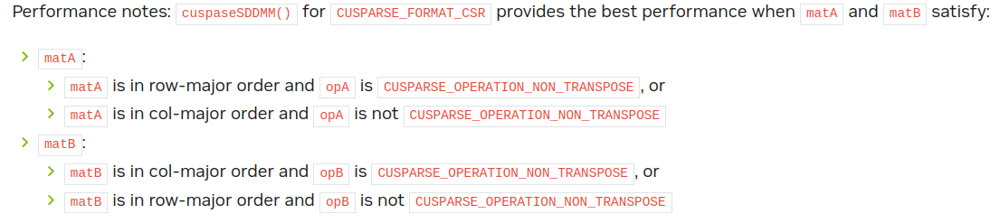 Performance notes: cuspaseSDDMM() for CUSPARSE_FORMAT_CSR provides the best performance when matA and matB satisfy:
matA:
matA is in row-major order and opA is CUSPARSE_OPERATION_NON_TRANSPOSE, or
matA is in col-major order and opA is not CUSPARSE_OPERATION_NON_TRANSPOSE
matB:
matB is in col-major order and opB is CUSPARSE_OPERATION_NON_TRANSPOSE, or
matB is in row-major order and opB is not CUSPARSE_OPERATION_NON_TRANSPOSE